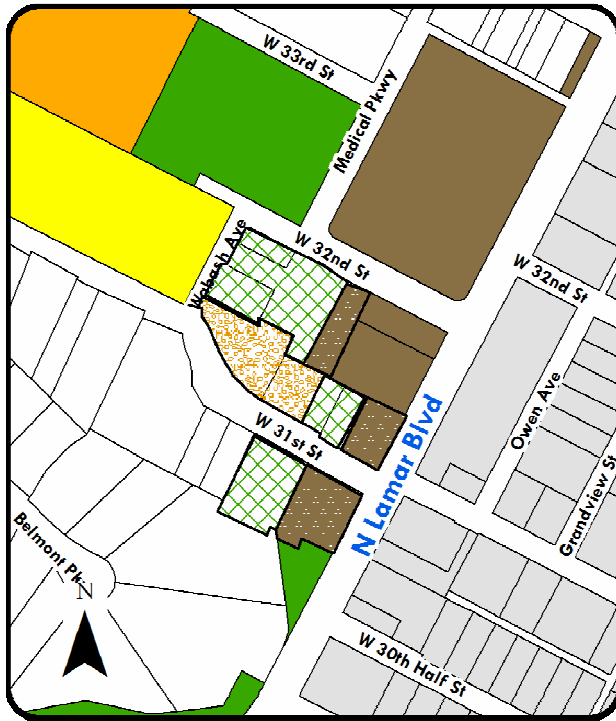 W 33rd St
Medical Pkwy
Wabash Ave
W 32nd St
W 32nd St
Owen Ave
N Lamar Blvd
W 31st St
Grandview St
Belmont Pk
N
W 30th Half St